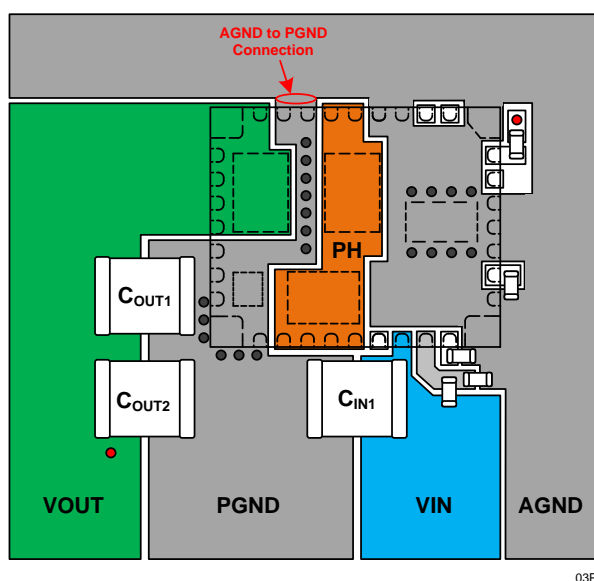 AGND to PGND
Connection
PH
COUT1
COUT2
CIN1
VOUT
PGND
VIN
AGND